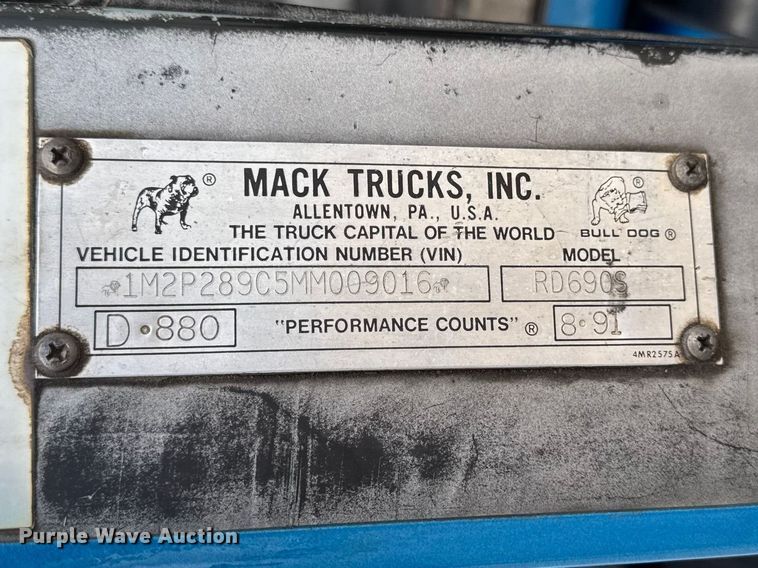 MACK TRUCKS, INC.
ALLENTOWN, PA., U.S.A.
THE TRUCK CAPITAL OF THE WORLD
® ® BULL DOG ®
VEHICLE IDENTIFICATION NUMBER (VIN) MODEL
1M2P289C5MM009016 RD690S
D•880 "PERFORMANCE COUNTS"® 8•91
4MR2575A
Purple Wave Auction